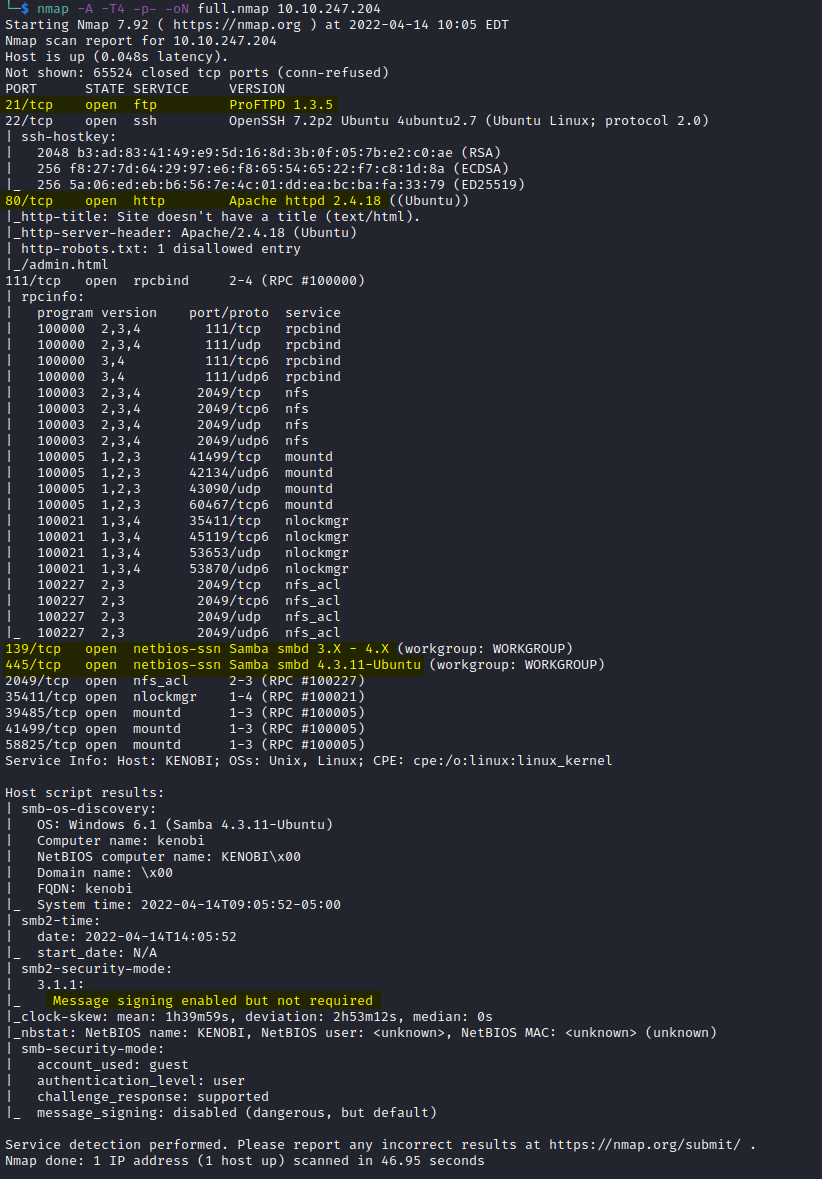 └─$ nmap -A -T4 -p- -oN full.nmap 10.10.247.204
Starting Nmap 7.92 ( https://nmap.org ) at 2022-04-14 10:05 EDT
Nmap scan report for 10.10.247.204
Host is up (0.048s latency).
Not shown: 65524 closed tcp ports (conn-refused)
PORT      STATE SERVICE     VERSION
21/tcp    open  ftp         ProFTPD 1.3.5
22/tcp    open  ssh         OpenSSH 7.2p2 Ubuntu 4ubuntu2.7 (Ubuntu Linux; protocol 2.0)
| ssh-hostkey:
|   2048 b3:ad:83:41:49:e9:5d:16:8d:3b:0f:05:7b:e2:c0:ae (RSA)
|   256 f8:27:7d:64:29:97:e6:f8:65:54:65:22:f7:c8:1d:8a (ECDSA)
|_  256 5a:06:ed:eb:b6:56:7e:4c:01:dd:ea:bc:ba:fa:33:79 (ED25519)
80/tcp    open  http        Apache httpd 2.4.18 ((Ubuntu))
|_http-title: Site doesn't have a title (text/html).
|_http-server-header: Apache/2.4.18 (Ubuntu)
| http-robots.txt: 1 disallowed entry
|_/admin.html
111/tcp   open  rpcbind     2-4 (RPC #100000)
| rpcinfo:
|   program version    port/proto  service
|   100000  2,3,4        111/tcp   rpcbind
|   100000  2,3,4        111/udp   rpcbind
|   100000  3,4          111/tcp6  rpcbind
|   100000  3,4          111/udp6  rpcbind
|   100003  2,3,4       2049/tcp   nfs
|   100003  2,3,4       2049/tcp6  nfs
|   100003  2,3,4       2049/udp   nfs
|   100003  2,3,4       2049/udp6  nfs
|   100005  1,2,3      41499/tcp   mountd
|   100005  1,2,3      42134/udp6  mountd
|   100005  1,2,3      43090/udp   mountd
|   100005  1,2,3      60467/tcp6  mountd
|   100021  1,3,4      35411/tcp   nlockmgr
|   100021  1,3,4      45119/tcp6  nlockmgr
|   100021  1,3,4      53653/udp   nlockmgr
|   100021  1,3,4      53870/udp6  nlockmgr
|   100227  2,3         2049/tcp   nfs_acl
|   100227  2,3         2049/tcp6  nfs_acl
|   100227  2,3         2049/udp   nfs_acl
|_  100227  2,3         2049/udp6  nfs_acl
139/tcp   open  netbios-ssn Samba smbd 3.X - 4.X (workgroup: WORKGROUP)
445/tcp   open  netbios-ssn Samba smbd 4.3.11-Ubuntu (workgroup: WORKGROUP)
2049/tcp  open  nfs_acl     2-3 (RPC #100227)
35411/tcp open  nlockmgr    1-4 (RPC #100021)
39485/tcp open  mountd      1-3 (RPC #100005)
41499/tcp open  mountd      1-3 (RPC #100005)
58825/tcp open  mountd      1-3 (RPC #100005)
Service Info: Host: KENOBI; OSs: Unix, Linux; CPE: cpe:/o:linux:linux_kernel

Host script results:
| smb-os-discovery:
|   OS: Windows 6.1 (Samba 4.3.11-Ubuntu)
|   Computer name: kenobi
|   NetBIOS computer name: KENOBI\x00
|   Domain name: \x00
|   FQDN: kenobi
|_  System time: 2022-04-14T09:05:52-05:00
| smb2-time:
|   date: 2022-04-14T14:05:52
|_  start_date: N/A
| smb2-security-mode:
|   3.1.1:
|_    Message signing enabled but not required
|_clock-skew: mean: 1h39m59s, deviation: 2h53m12s, median: 0s
|_nbstat: NetBIOS name: KENOBI, NetBIOS user: <unknown>, NetBIOS MAC: <unknown> (unknown)
| smb-security-mode:
|   account_used: guest
|   authentication_level: user
|   challenge_response: supported
|_  message_signing: disabled (dangerous, but default)

Service detection performed. Please report any incorrect results at https://nmap.org/submit/ .
Nmap done: 1 IP address (1 host up) scanned in 46.95 seconds